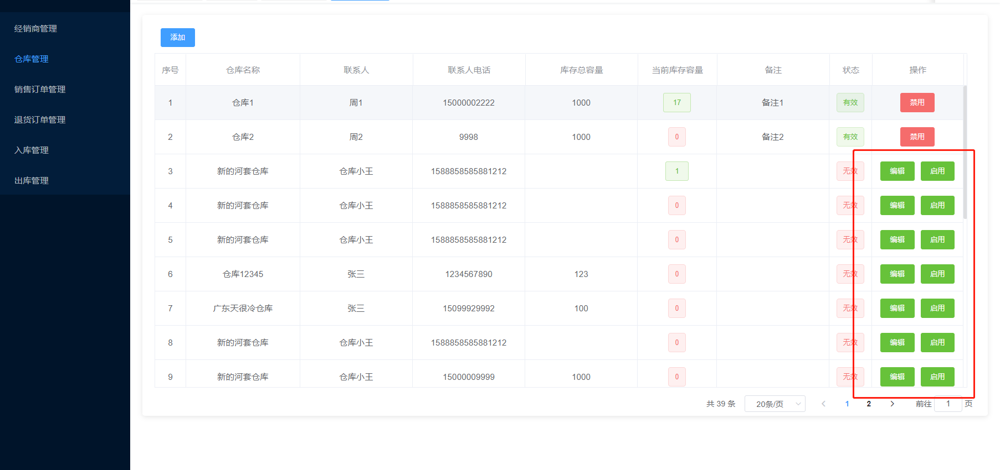 经销商管理
仓库管理
销售订单管理
退货订单管理
入库管理
出库管理
添加
序号 仓库名称 联系人 联系人电话 库存总容量 当前库存容量 备注 状态 操作
1 仓库1 周1 15000002222 1000 17 备注1 有效 禁用
2 仓库2 周2 9998 1000 0 备注2 有效 禁用
3 新的河套仓库 仓库小王 1588858585881212 1 无效 编辑 启用
4 新的河套仓库 仓库小王 1588858585881212 0 无效 编辑 启用
5 新的河套仓库 仓库小王 1588858585881212 0 无效 编辑 启用
6 仓库12345 张三 1234567890 123 0 无效 编辑 启用
7 广东天很冷仓库 张三 15099929992 100 0 无效 编辑 启用
8 新的河套仓库 仓库小王 1588858585881212 0 无效 编辑 启用
9 新的河套仓库 仓库小王 15000009999 1000 0 无效 编辑 启用
共 39 条 20条/页 1 2 前往 1 页